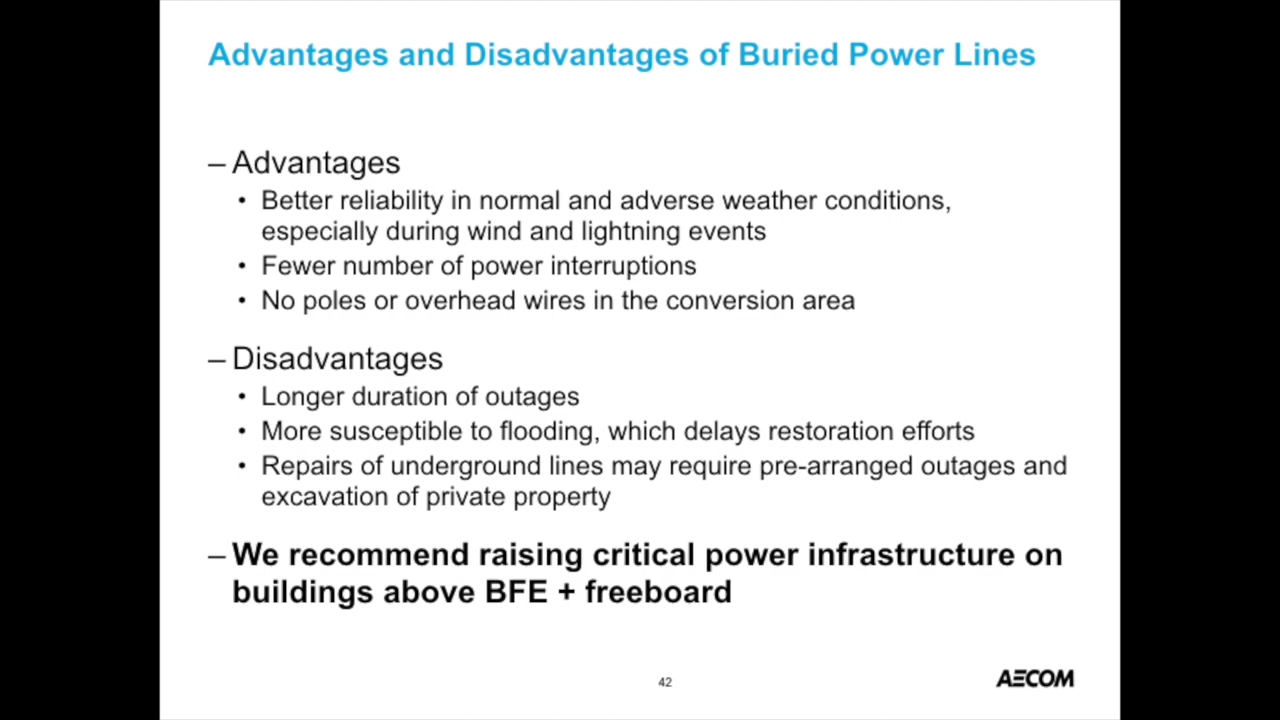 Advantages and Disadvantages of Buried Power Lines
– Advantages
• Better reliability in normal and adverse weather conditions,
especially during wind and lightning events
• Fewer number of power interruptions
• No poles or overhead wires in the conversion area
– Disadvantages
• Longer duration of outages
• More susceptible to flooding, which delays restoration efforts
• Repairs of underground lines may require pre-arranged outages and
excavation of private property
– We recommend raising critical power infrastructure on
buildings above BFE + freeboard
42
AECOM